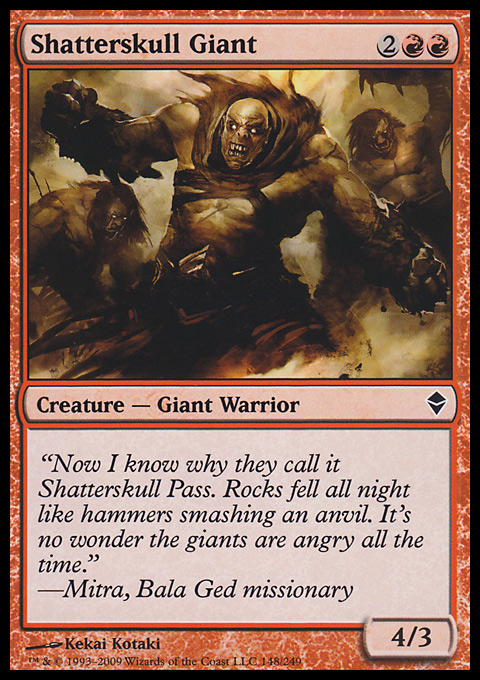 Shatterskull Giant 2
Creature — Giant Warrior
“Now I know why they call it
Shatterskull Pass. Rocks fell all night
like hammers smashing an anvil. It's
no wonder the giants are angry all the
time.”
—Mitra, Bala Ged missionary
Kekai Kotaki
4/3
™ & © 1993–2009 Wizards of the Coast LLC 148/249